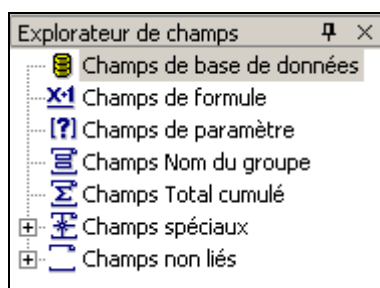 Explorateur de champs
Champs de base de données
X+1 Champs de formule
[?] Champs de paramètre
Champs Nom du groupe
Σ Champs Total cumulé
Champs spéciaux
Champs non liés